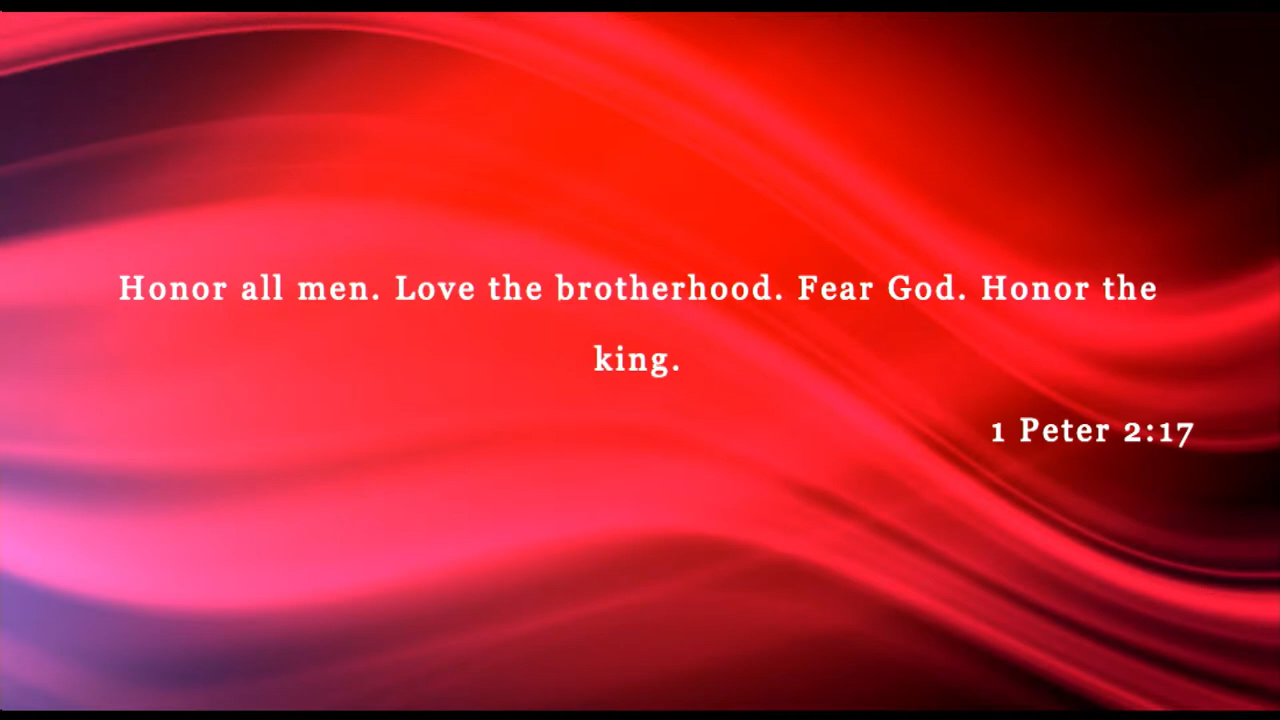 Honor all men. Love the brotherhood. Fear God. Honor the
king.
1 Peter 2:17